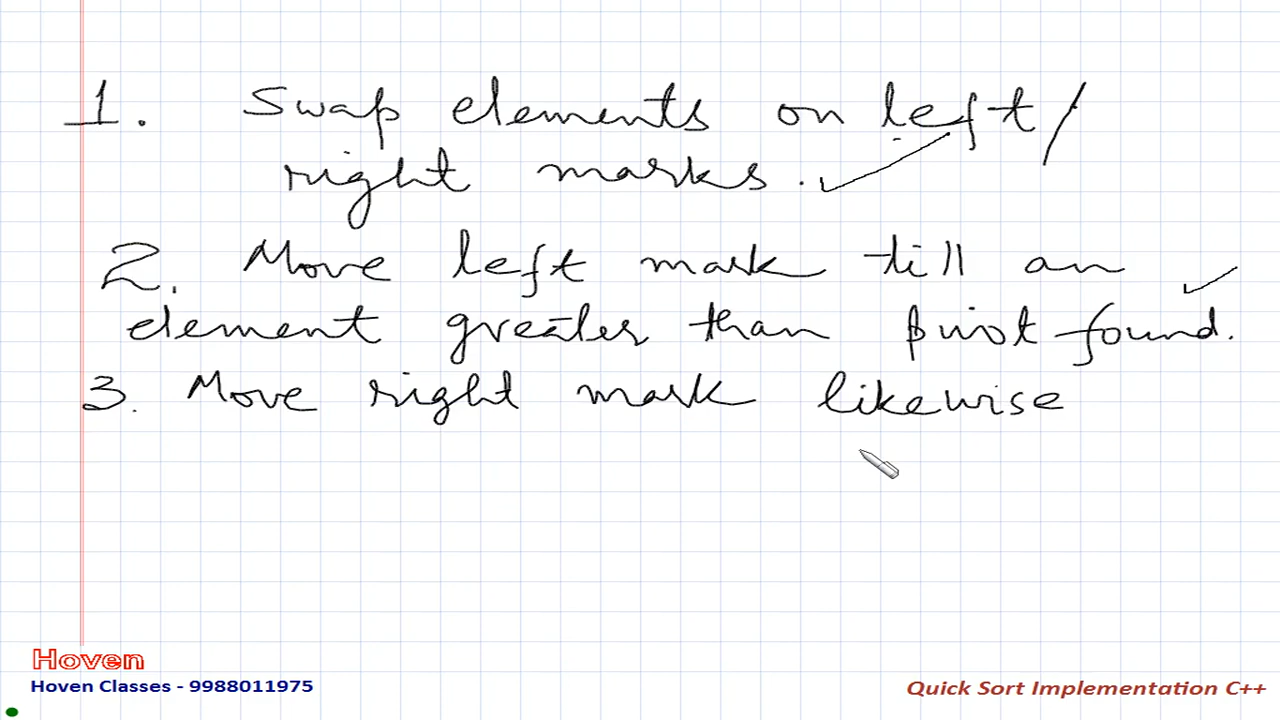 1. Swap elements on left/
right marks.
2. Move left mark till an
element greater than pivot found.
3. Move right mark likewise
Hoven
Hoven Classes - 9988011975
Quick Sort Implementation C++